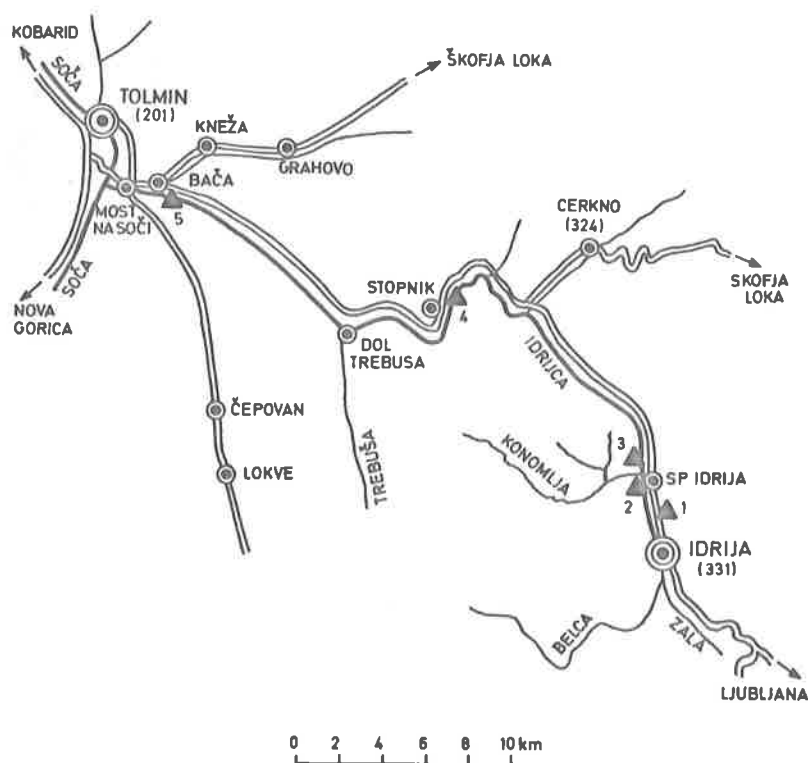 KOBARID
SOČA
TOLMIN
(201)
ŠKOFJA LOKA
KNEŽA
GRAHOVO
BAČA
MOST
NA SOČI
5
SOČA
NOVA
GORICA
CERKNO
(324)
SKOFJA
LOKA
STOPNIK
4
DOL
TREBUSA
IDRIJCA
TREBUŠA
ČEPOVAN
LOKVE
KONOMLJA
3
SP IDRIJA
2
1
IDRIJA
(331)
BELCA
ZALA
LJUBLJANA
0 2 4 6 8 10 km